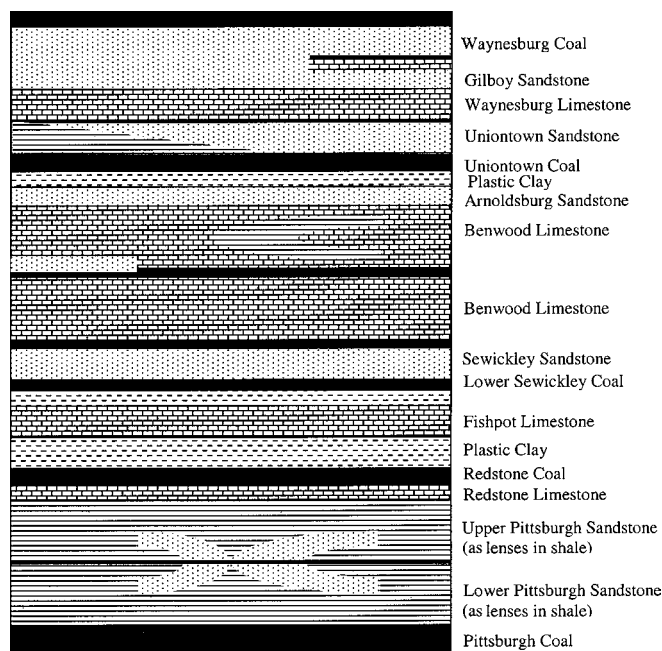 Waynesburg Coal
Gilboy Sandstone
Waynesburg Limestone
Uniontown Sandstone
Uniontown Coal
Plastic Clay
Arnoldsburg Sandstone
Benwood Limestone
Benwood Limestone
Sewickley Sandstone
Lower Sewickley Coal
Fishpot Limestone
Plastic Clay
Redstone Coal
Redstone Limestone
Upper Pittsburgh Sandstone
(as lenses in shale)
Lower Pittsburgh Sandstone
(as lenses in shale)
Pittsburgh Coal